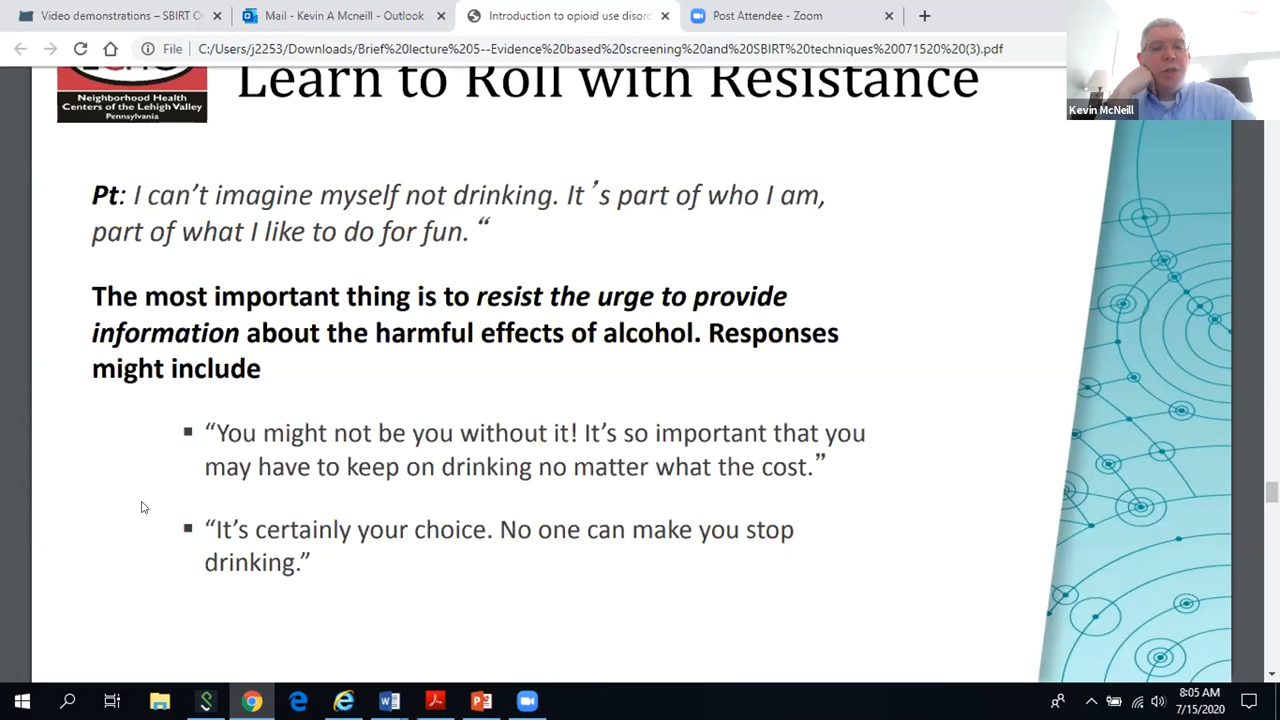 Video demonstrations – SBIRT O
Mail - Kevin A Mcneill - Outlook
Introduction to opioid use disord
Post Attendee - Zoom
File
C:/Users/j2253/Downloads/Brief%20lecture%205--Evidence%20based%20screening%20and%20SBIRT%20techniques%20071520%20(3).pdf
Kevin McNeill
ECHO
Neighborhood Health
Centers of the Lehigh Valley
Pennsylvania
Learn to Roll with Resistance
Pt: I can't imagine myself not drinking. It ’s part of who I am,
part of what I like to do for fun. “
The most important thing is to resist the urge to provide
information about the harmful effects of alcohol. Responses
might include
▪ “You might not be you without it! It’s so important that you
may have to keep on drinking no matter what the cost.”
▪ “It’s certainly your choice. No one can make you stop
drinking.”
8:05 AM
7/15/2020